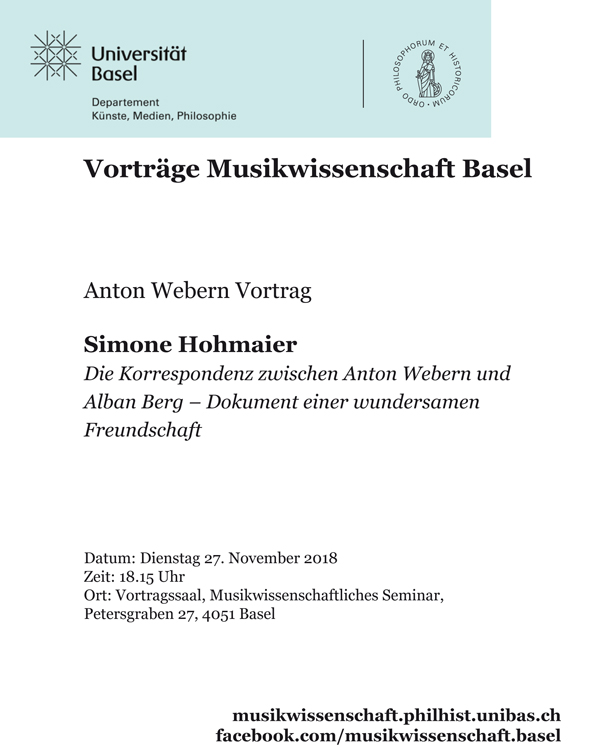 Universität
Basel
Departement
Künste, Medien, Philosophie
ORDO PHILOSOPHORUM ET HISTORICORUM
Vorträge Musikwissenschaft Basel
Anton Webern Vortrag
Simone Hohmaier
Die Korrespondenz zwischen Anton Webern und
Alban Berg – Dokument einer wundersamen
Freundschaft
Datum: Dienstag 27. November 2018
Zeit: 18.15 Uhr
Ort: Vortragssaal, Musikwissenschaftliches Seminar,
Petersgraben 27, 4051 Basel
musikwissenschaft.philhist.unibas.ch
facebook.com/musikwissenschaft.basel